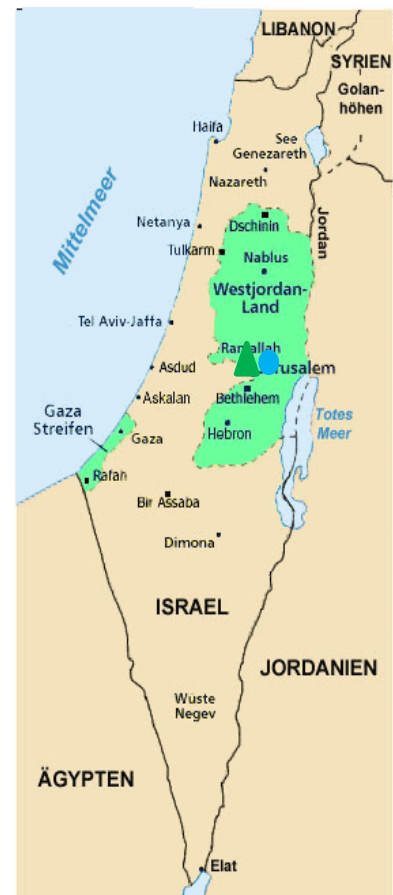 LIBANON
SYRIEN
Golan-
höhen
Haifa
See
Genezareth
Nazareth
Mittelmeer
Jordan
Netanya
Dschinin
Tulkarm
Nablus
Westjordan-
Land
Tel Aviv-Jaffa
Ramallah
rusalem
Asdud
Bethlehem
Askalan
Gaza
Streifen
Totes
Meer
Gaza
Hebron
Rafah
Bir Assaba
Dimona
ISRAEL
JORDANIEN
Wüste
Negev
ÄGYPTEN
Elat